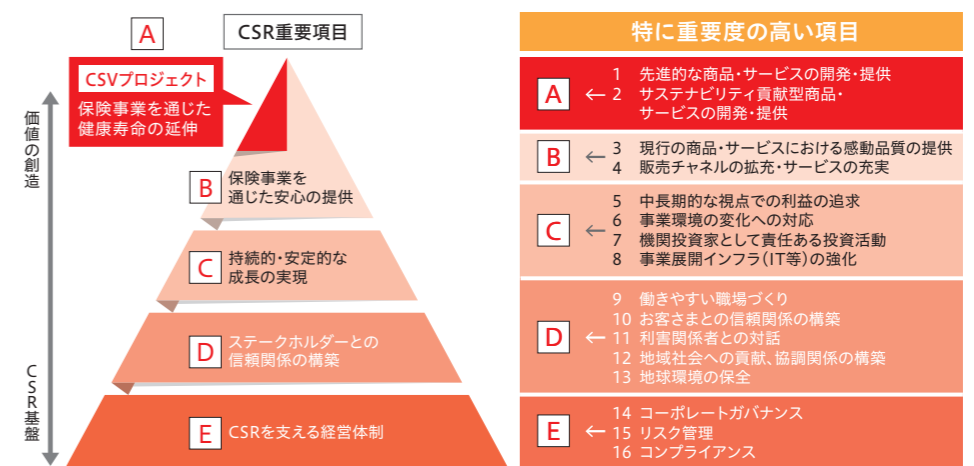 A
CSR重要項目
CSVプロジェクト
保険事業を通じた
健康寿命の延伸
価値の創造
CSR基盤
B
保険事業を
通じた安心の提供
C
持続的・安定的な
成長の実現
D
ステークホルダーとの
信頼関係の構築
E
CSRを支える経営体制
特に重要度の高い項目
A
←
1 先進的な商品・サービスの開発・提供
2 サステナビリティ貢献型商品・
サービスの開発・提供
B
←
3 現行の商品・サービスにおける感動品質の提供
4 販売チャネルの拡充・サービスの充実
C
←
5 中長期的な視点での利益の追求
6 事業環境の変化への対応
7 機関投資家として責任ある投資活動
8 事業展開インフラ(IT等)の強化
D
←
9 働きやすい職場づくり
10 お客さまとの信頼関係の構築
11 利害関係者との対話
12 地域社会への貢献、協調関係の構築
13 地球環境の保全
E
←
14 コーポレートガバナンス
15 リスク管理
16 コンプライアンス